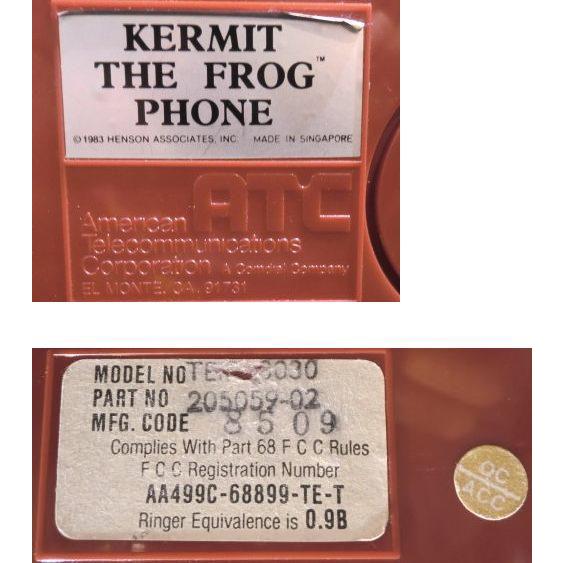 KERMIT
THE FROG™
PHONE
©1983 HENSON ASSOCIATES, INC. MADE IN SINGAPORE
ATC
American
Telecommunications
Corporation A Comdial Company
EL MONTE, CA. 91731
MODEL NO
PART NO 205059-02
MFG. CODE 8509
Complies With Part 68 F C C Rules
F C C Registration Number
AA499C-68899-TE-T
Ringer Equivalence is 0.9B
QC
ACC